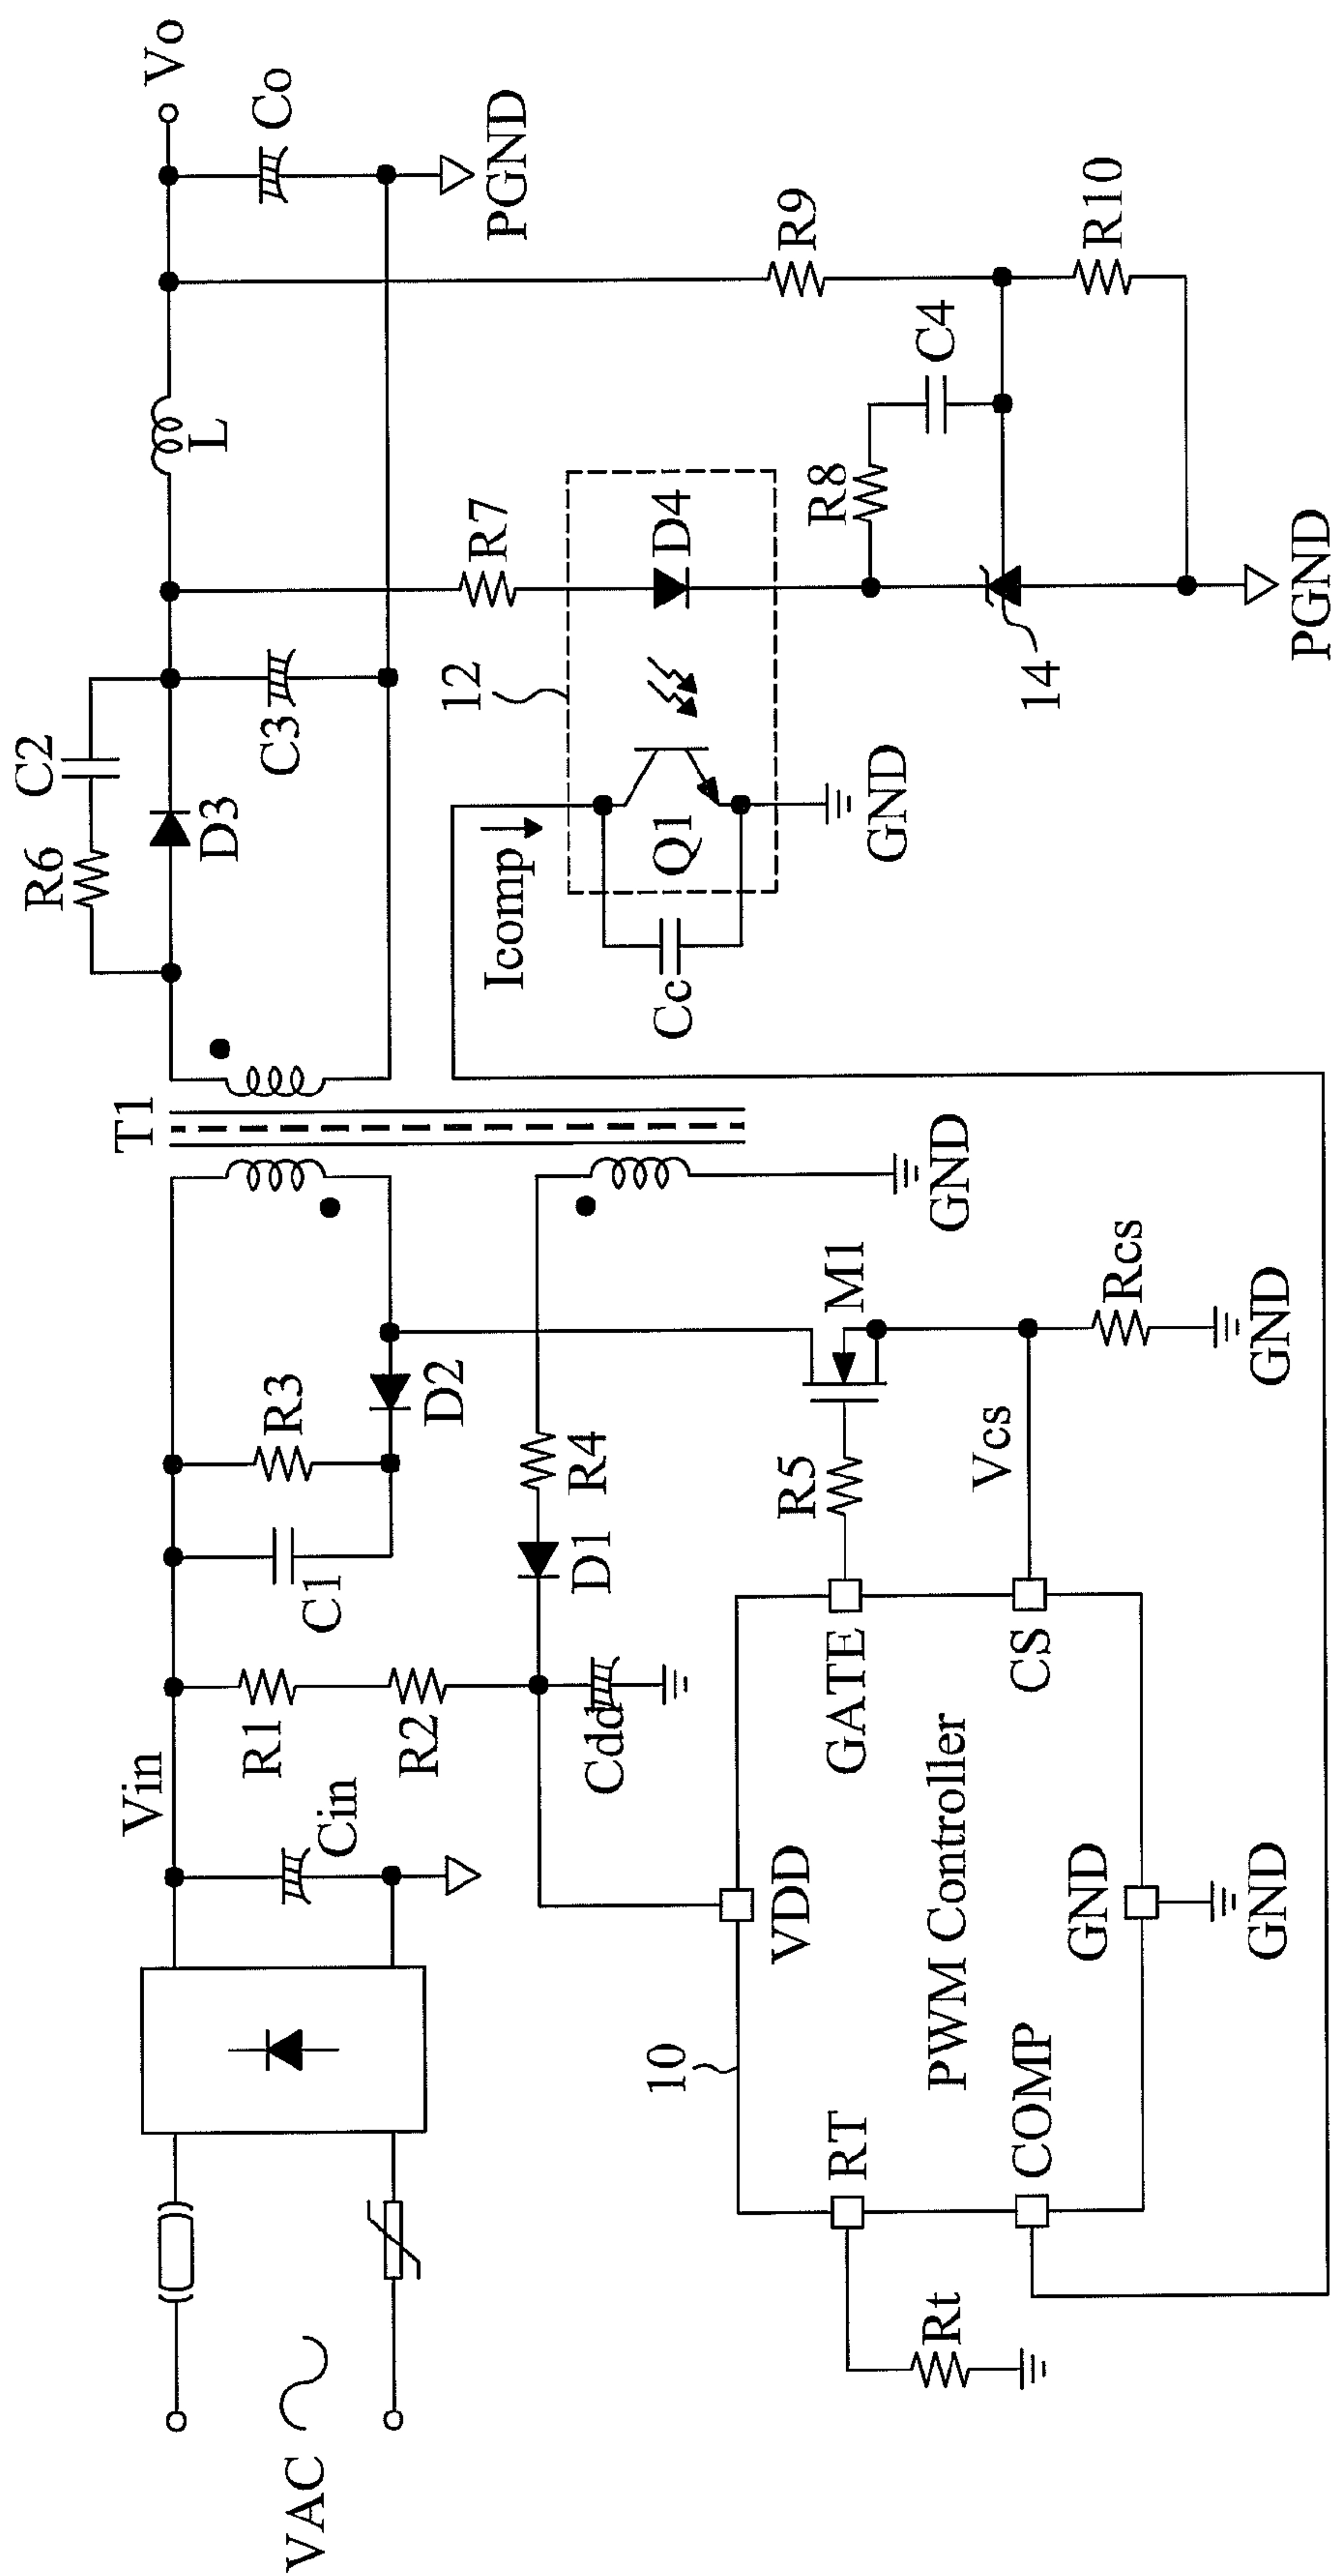 VAC
Vin
Cin
R1
R2
C1
R3
D2
T1
R6
C2
D3
C3
L
Co
Vo
PGND
Cdd
D1
R4
GND
R7
12
Icomp
Cc
Q1
D4
GND
R8
C4
R9
R10
14
PGND
10
VDD
RT
PWM Controller
GATE
R5
M1
COMP
GND
CS
Vcs
Rcs
GND
Rt
GND